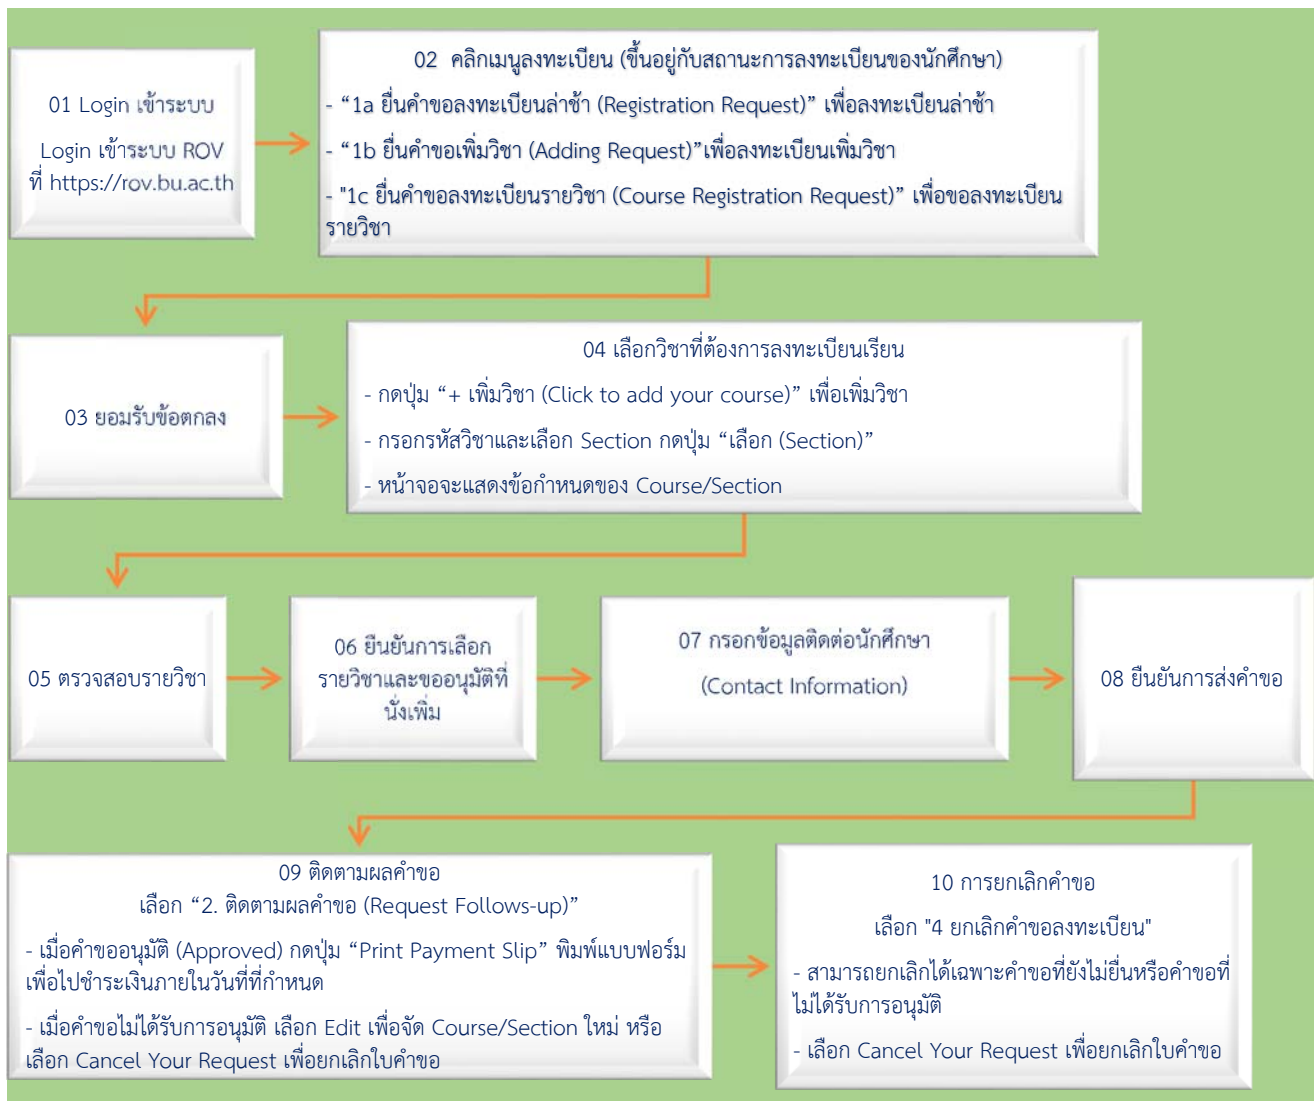 01 Login เข้าระบบ
Login เข้าระบบ ROV
ที่ https://rov.bu.ac.th
02 คลิกเมนูลงทะเบียน (ขึ้นอยู่กับสถานะการลงทะเบียนของนักศึกษา)
- “1a ยื่นคำขอลงทะเบียนล่าช้า (Registration Request)” เพื่อลงทะเบียนล่าช้า
- “1b ยื่นคำขอเพิ่มวิชา (Adding Request)”เพื่อลงทะเบียนเพิ่มวิชา
- "1c ยื่นคำขอลงทะเบียนรายวิชา (Course Registration Request)” เพื่อขอลงทะเบียน
รายวิชา
03 ยอมรับข้อตกลง
04 เลือกวิชาที่ต้องการลงทะเบียนเรียน
- กดปุ่ม “+ เพิ่มวิชา (Click to add your course)” เพื่อเพิ่มวิชา
- กรอกรหัสวิชาและเลือก Section กดปุ่ม “เลือก (Section)”
- หน้าจอจะแสดงข้อกำหนดของ Course/Section
05 ตรวจสอบรายวิชา
06 ยืนยันการเลือก
รายวิชาและขออนุมัติที่
นั่งเพิ่ม
07 กรอกข้อมูลติดต่อนักศึกษา
(Contact Information)
08 ยืนยันการส่งคำขอ
09 ติดตามผลคำขอ
เลือก “2. ติดตามผลคำขอ (Request Follows-up)”
- เมื่อคำขออนุมัติ (Approved) กดปุ่ม “Print Payment Slip” พิมพ์แบบฟอร์ม
เพื่อไปชำระเงินภายในวันที่ที่กำหนด
- เมื่อคำขอไม่ได้รับการอนุมัติ เลือก Edit เพื่อจัด Course/Section ใหม่ หรือ
เลือก Cancel Your Request เพื่อยกเลิกใบคำขอ
10 การยกเลิกคำขอ
เลือก "4 ยกเลิกคำขอลงทะเบียน"
- สามารถยกเลิกได้เฉพาะคำขอที่ยังไม่ยื่นหรือคำขอที่
ไม่ได้รับการอนุมัติ
- เลือก Cancel Your Request เพื่อยกเลิกใบคำขอ